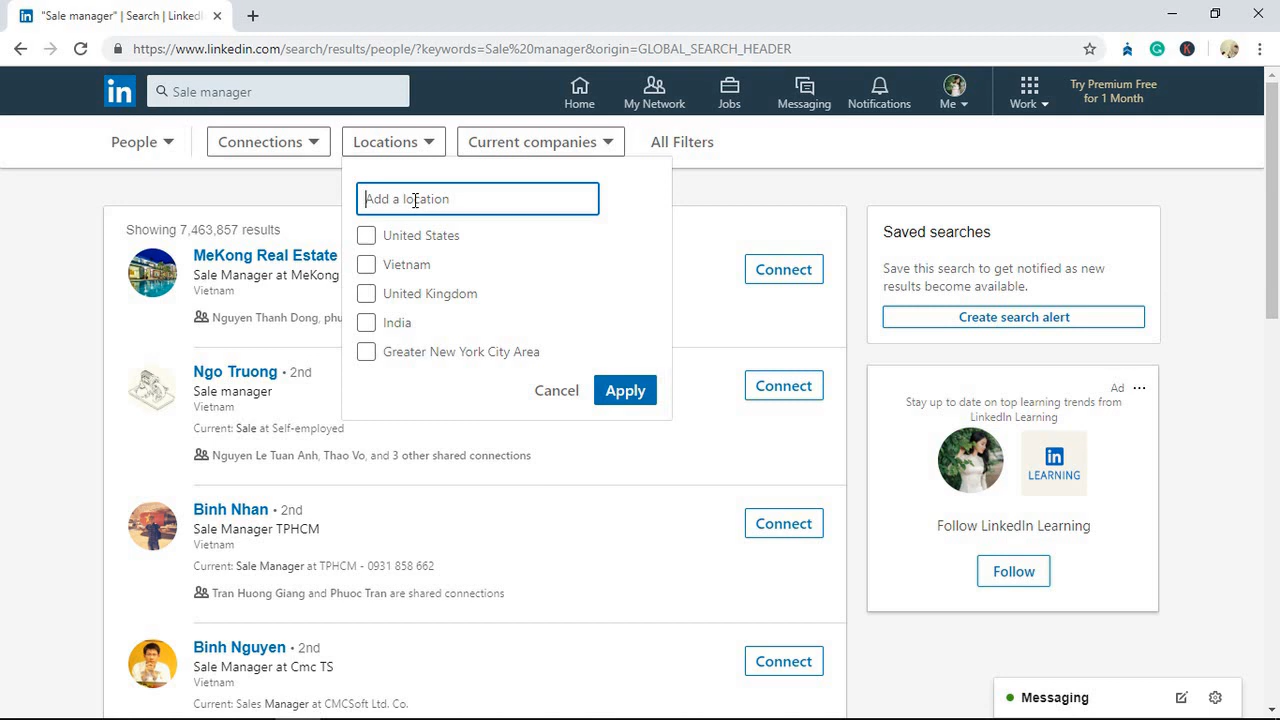 "Sale manager" | Search | Linked
https://www.linkedin.com/search/results/people/?keywords=Sale%20manager&origin=GLOBAL_SEARCH_HEADER
in
Sale manager
Home
My Network
Jobs
Messaging
Notifications
Me
Work
Try Premium Free
for 1 Month
People
Connections
Locations
Current companies
All Filters
Add a location
United States
Vietnam
United Kingdom
India
Greater New York City Area
Cancel
Apply
Showing 7,463,857 results
MeKong Real Estate
Sale Manager at MeKong
Vietnam
Nguyen Thanh Dong, phu
Connect
Ngo Truong • 2nd
Sale manager
Vietnam
Current: Sale at Self-employed
Nguyen Le Tuan Anh, Thao Vo, and 3 other shared connections
Connect
Binh Nhan • 2nd
Sale Manager TPHCM
Vietnam
Current: Sale Manager at TPHCM - 0931 858 662
Tran Huong Giang and Phuoc Tran are shared connections
Connect
Binh Nguyen • 2nd
Sale Manager at Cmc TS
Vietnam
Current: Sales Manager at CMCSoft Ltd. Co.
Connect
Saved searches
Save this search to get notified as new
results become available.
Create search alert
Ad
Stay up to date on top learning trends from
LinkedIn Learning
in
LEARNING
Follow LinkedIn Learning
Follow
Messaging